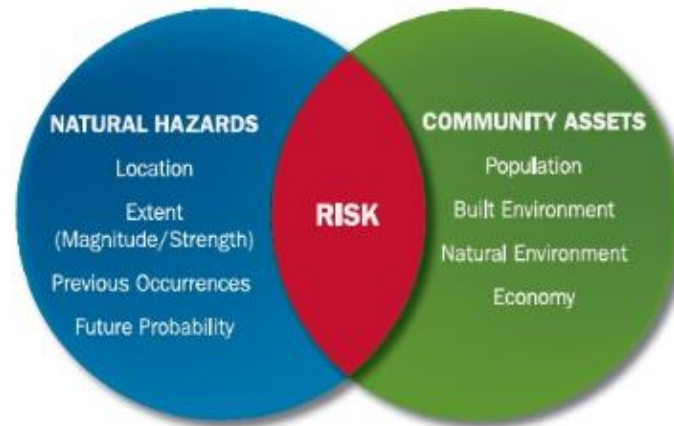 NATURAL HAZARDS
Location
Extent
(Magnitude/Strength)
Previous Occurrences
Future Probability
RISK
COMMUNITY ASSETS
Population
Built Environment
Natural Environment
Economy